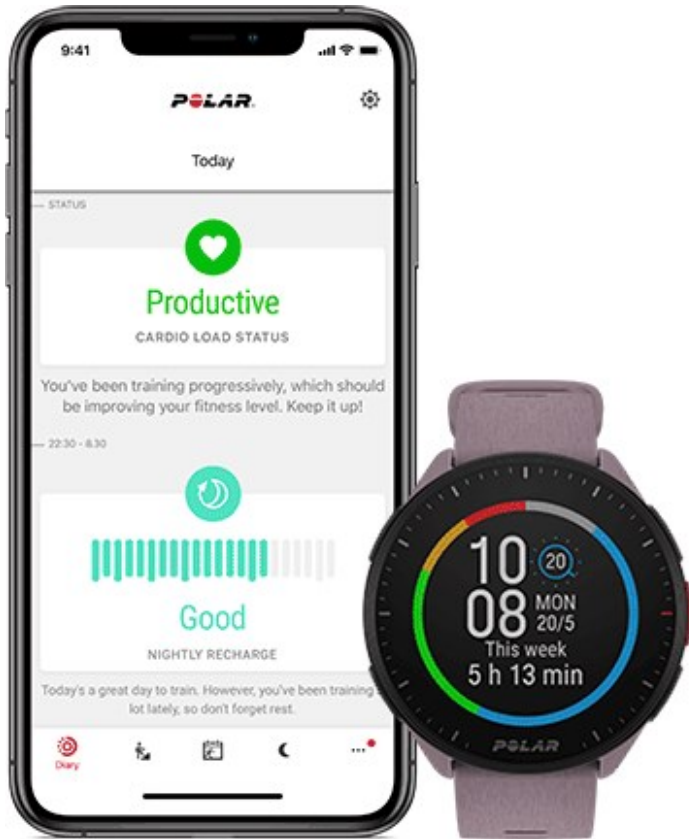 9:41
POLAR
Today
STATUS
Productive
CARDIO LOAD STATUS
You've been training progressively, which should
be improving your fitness level. Keep it up!
22:30 - 8.30
Good
NIGHTLY RECHARGE
Today's a great day to train. However, you've been training
lot lately, so don't forget rest.
Diary
10
20
08
MON
20/5
This week
5 h 13 min
POLAR